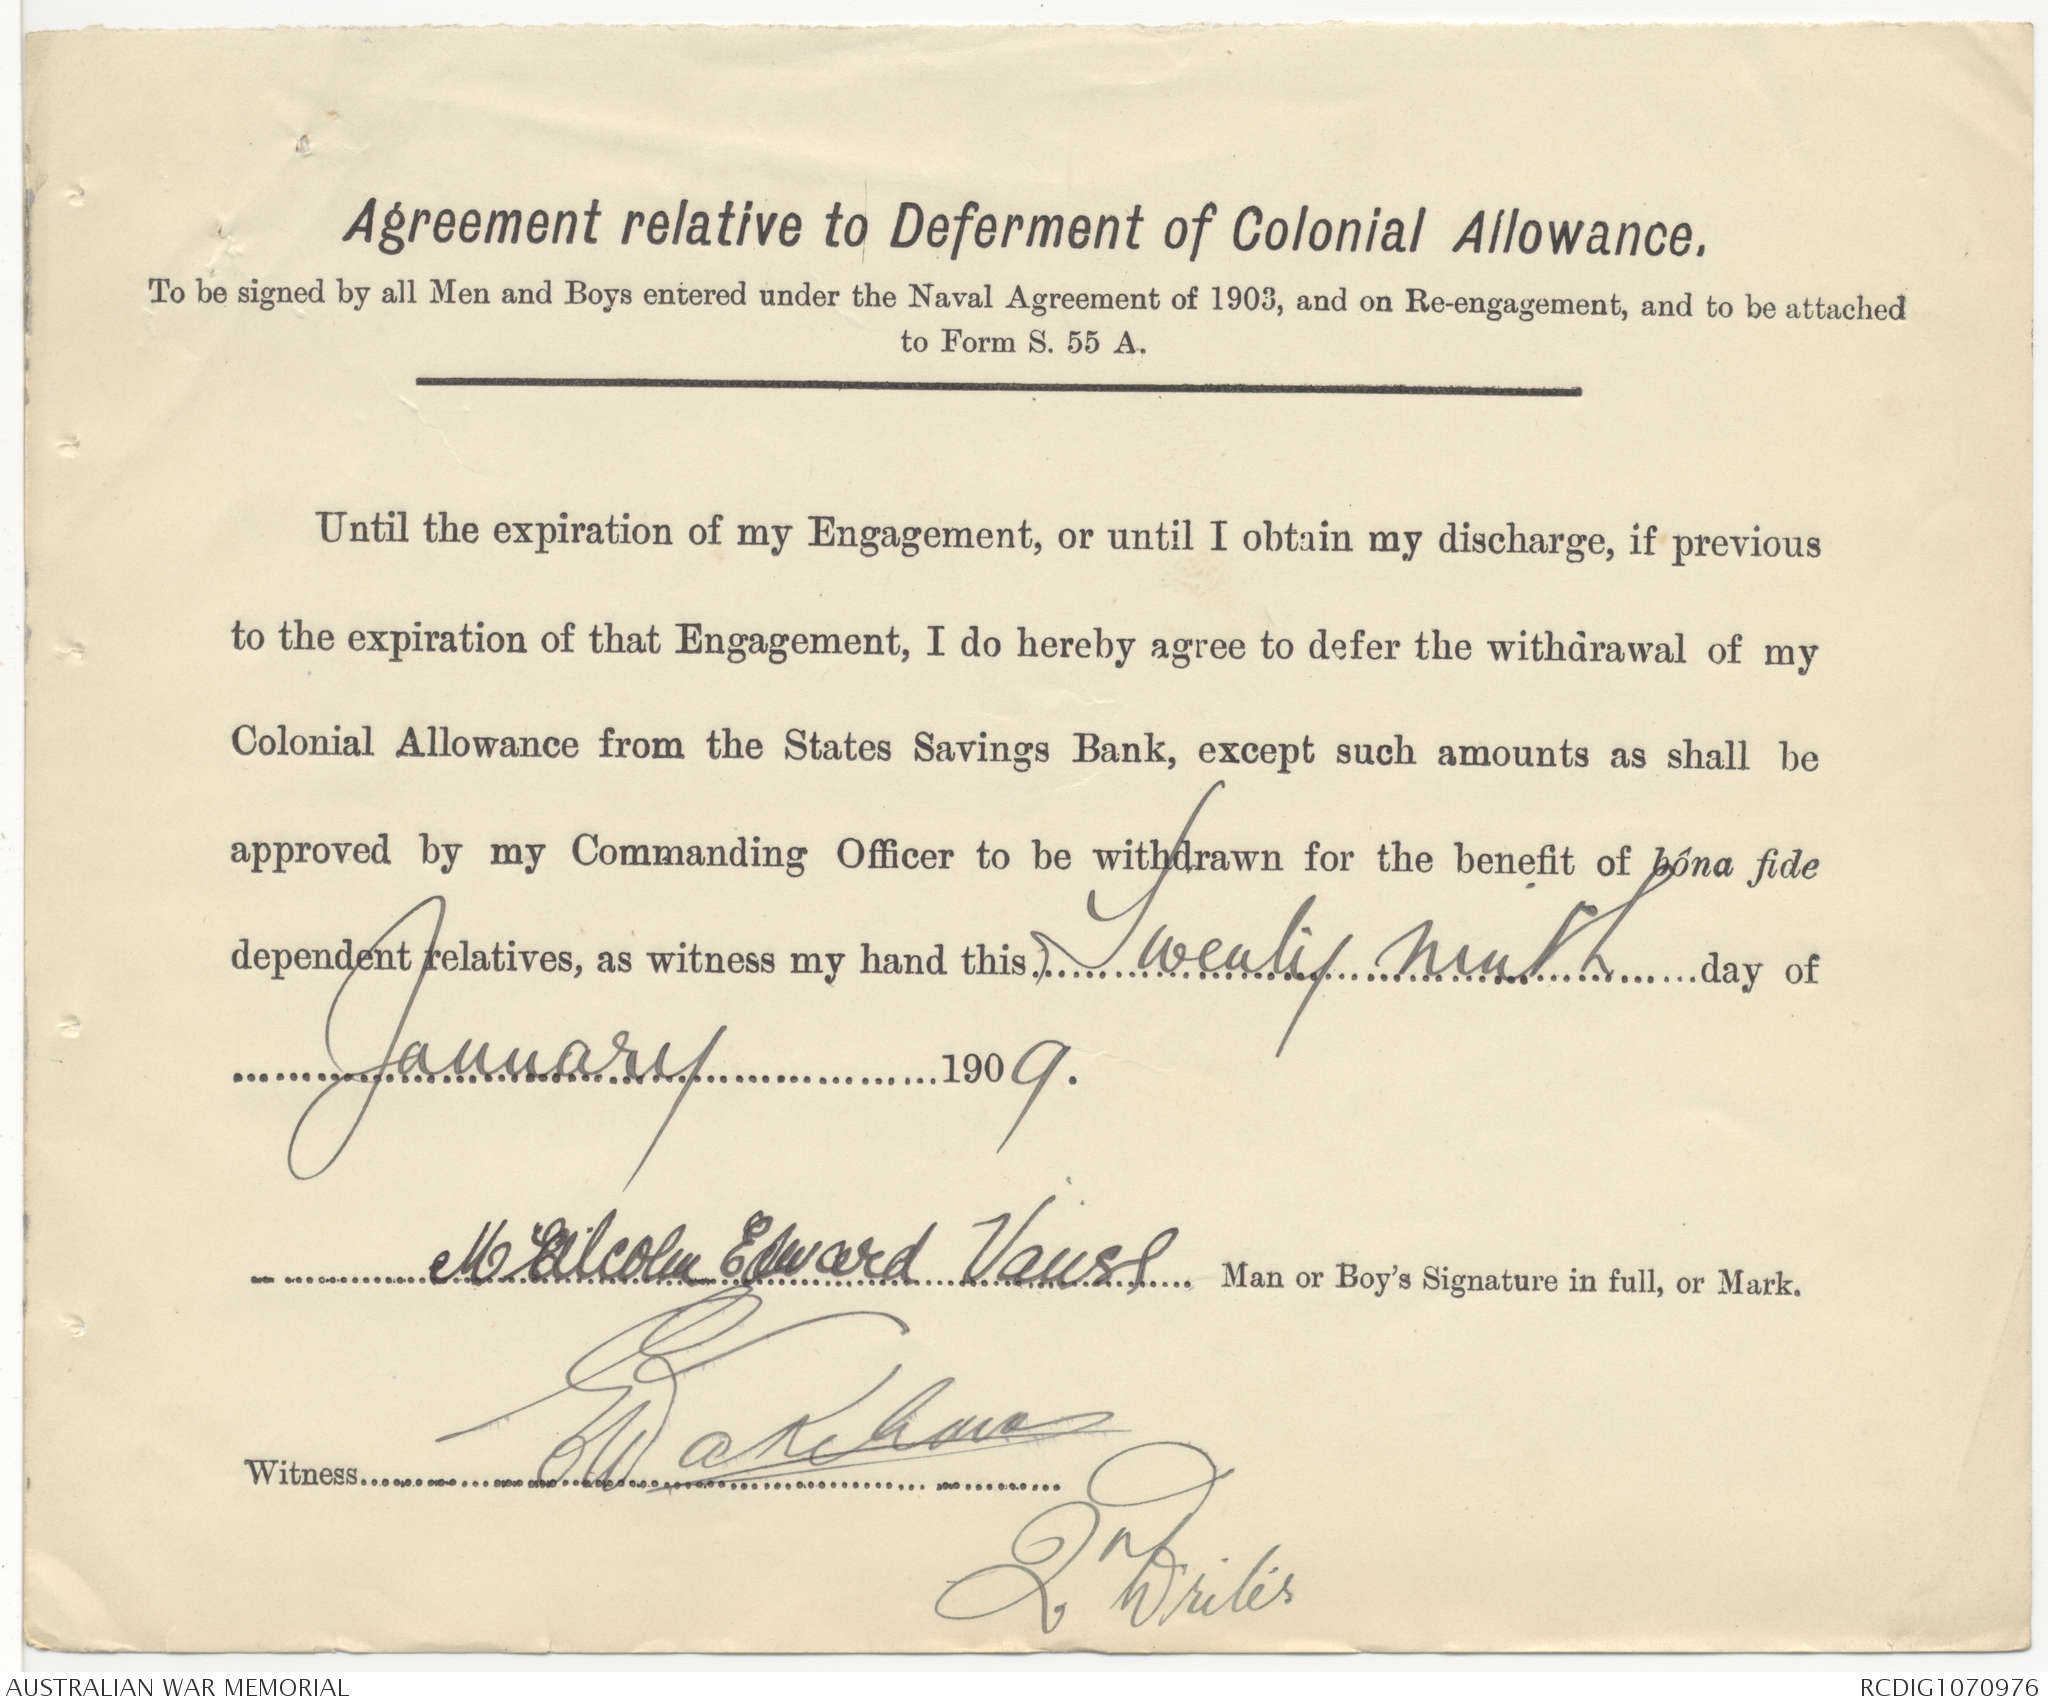 Agreement relative to Deferment of Colonial Allowance.
To be signed by all Men and Boys entered under the Naval Agreement of 1903, and on Re-engagement, and to be attached
to Form S. 55 A.
Until the expiration of my Engagement, or until I obtain my discharge, if previous
to the expiration of that Engagement, I do hereby agree to defer the withdrawal of my
Colonial Allowance from the States Savings Bank, except such amounts as shall be
approved by my Commanding Officer to be withdrawn for the benefit of bôna fide
dependent relatives, as witness my hand this Twenty ninth day of
January 1909.
Malcolm Edward Man or Boy's Signature in full, or Mark.
Witness
2nd Writer
AUSTRALIAN WAR MEMORIAL RCDIG1070976